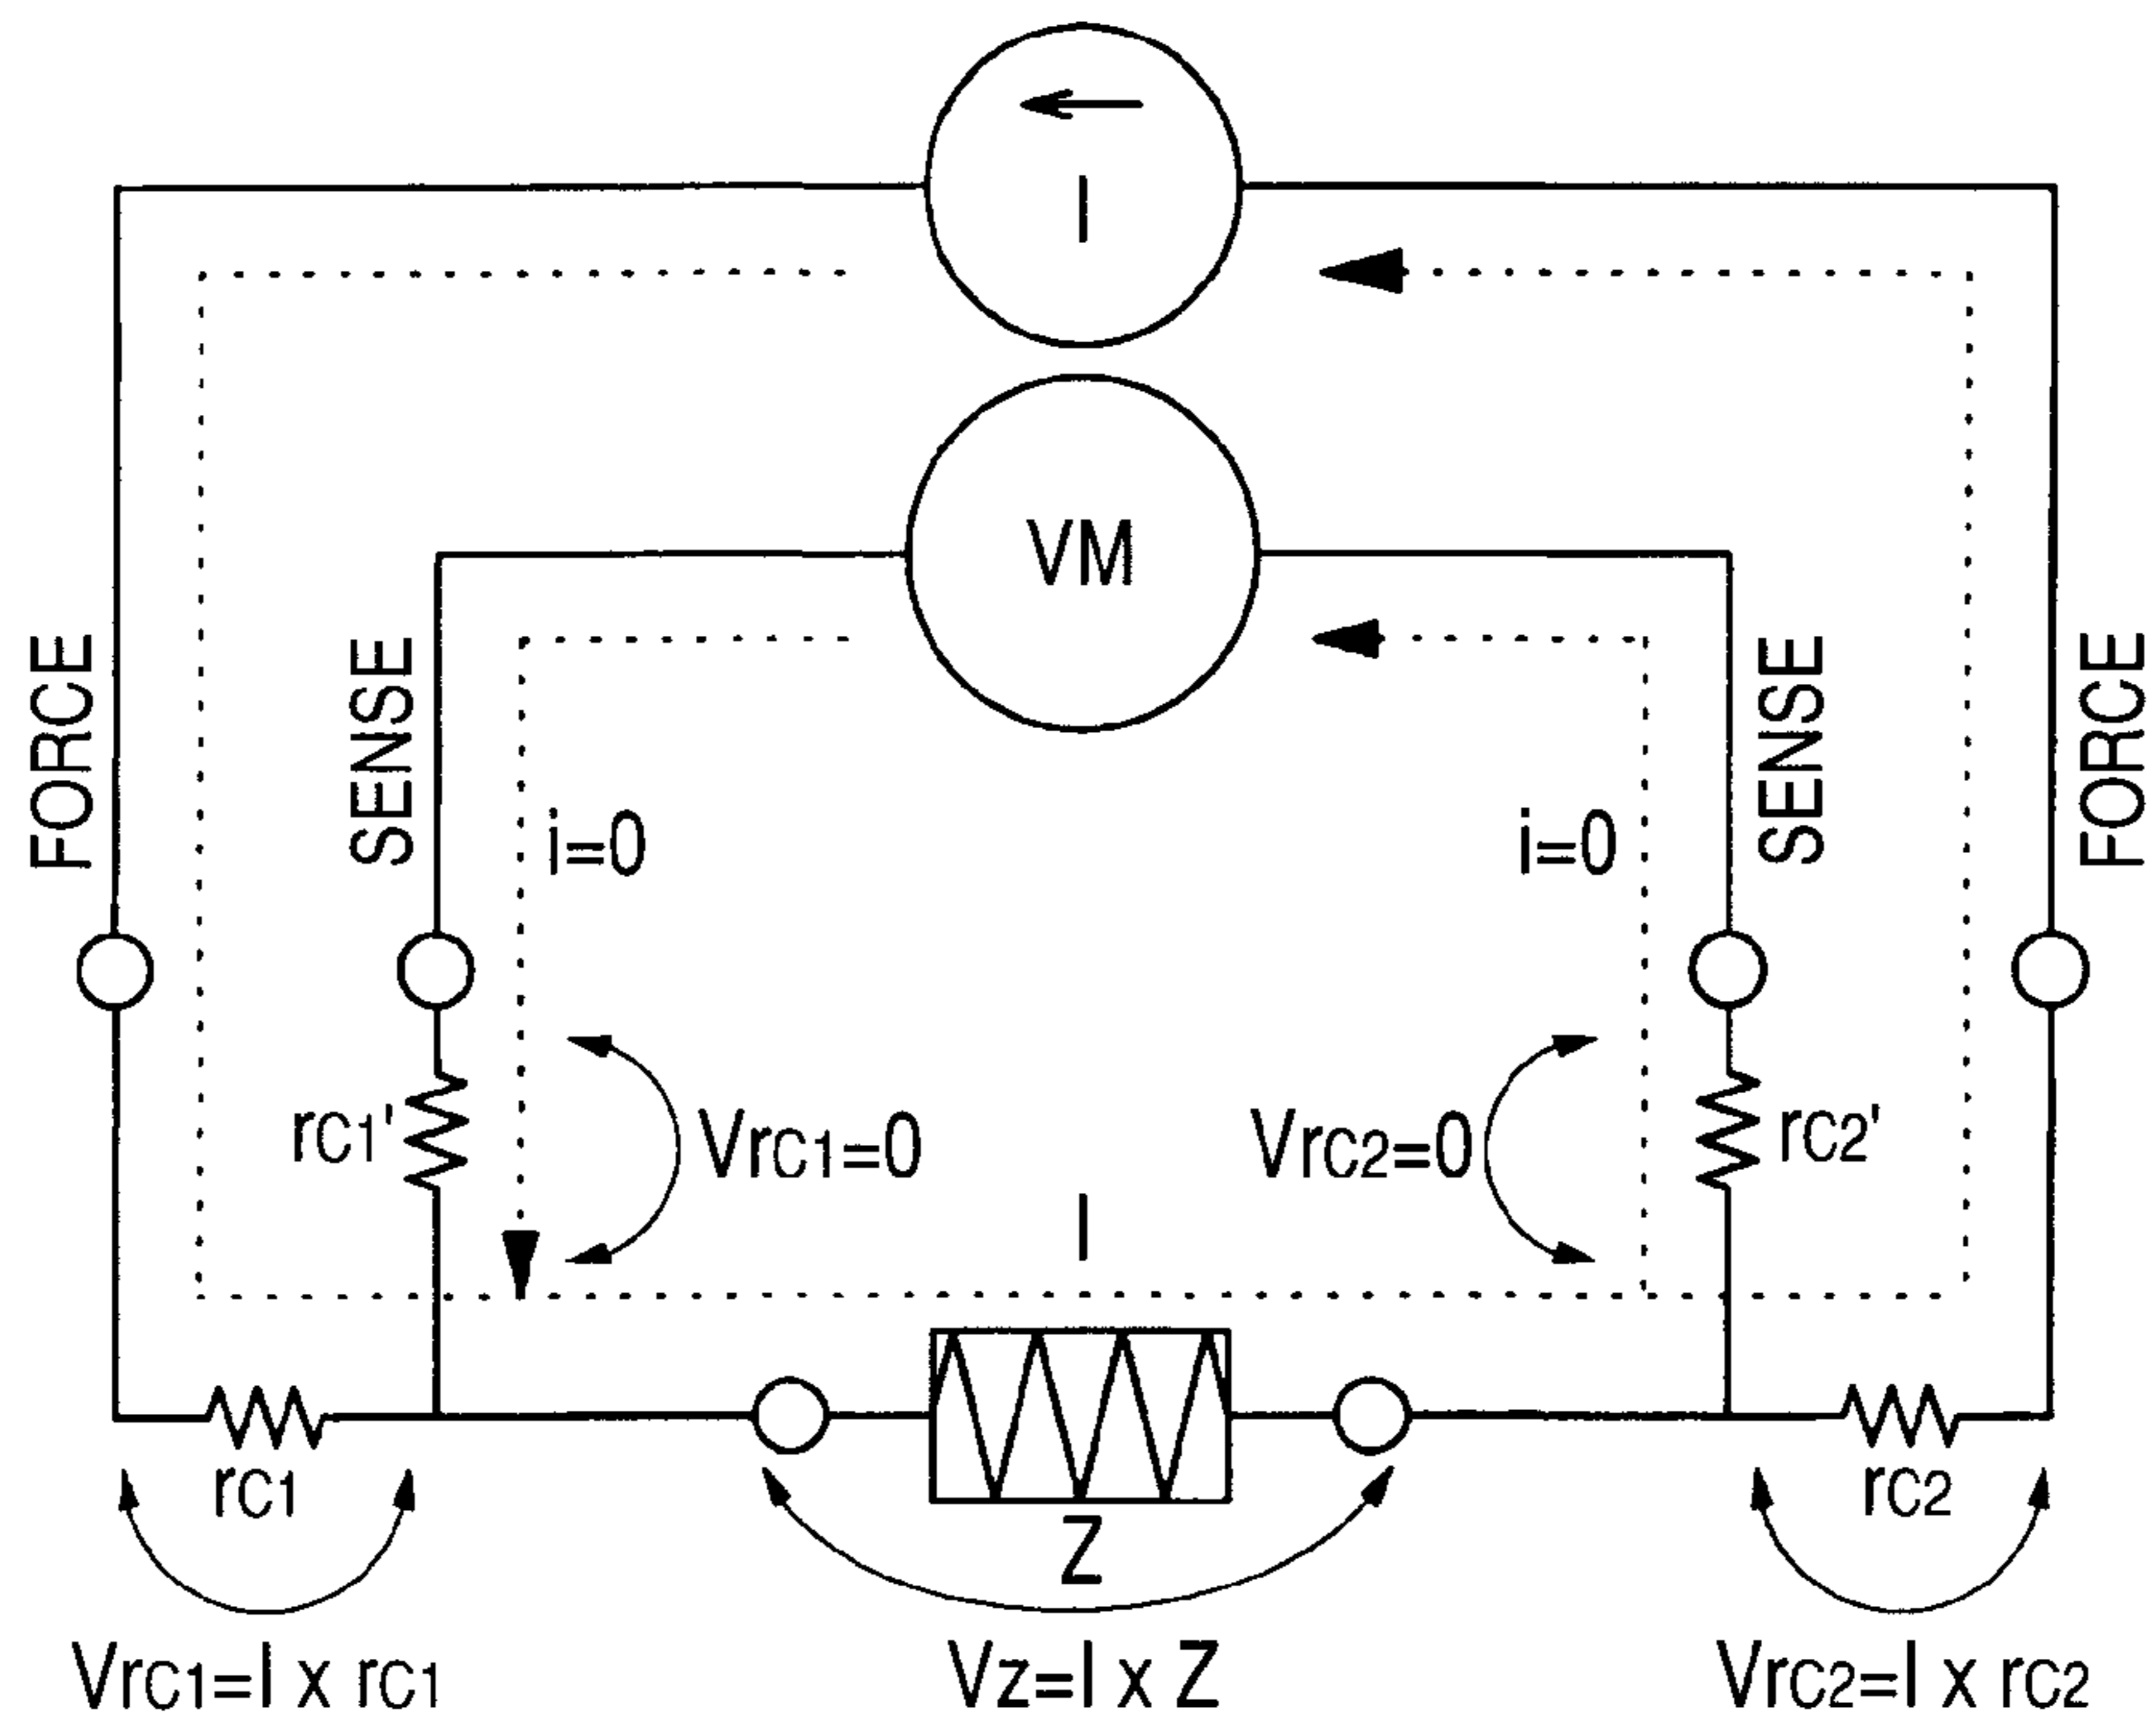 I
VM
FORCE
SENSE
SENSE
FORCE
i=0
i=0
rC1'
VrC1=0
VrC2=0
rC2'
I
rC1
Z
rC2
VrC1=I x rC1
Vz=I x Z
VrC2=I x rC2